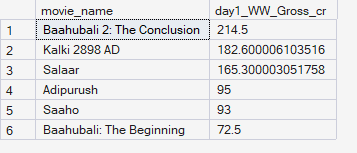 movie_name day1_WW_Gross_cr
1 Baahubali 2: The Conclusion 214.5
2 Kalki 2898 AD 182.600006103516
3 Salaar 165.300003051758
4 Adipurush 95
5 Saaho 93
6 Baahubali: The Beginning 72.5